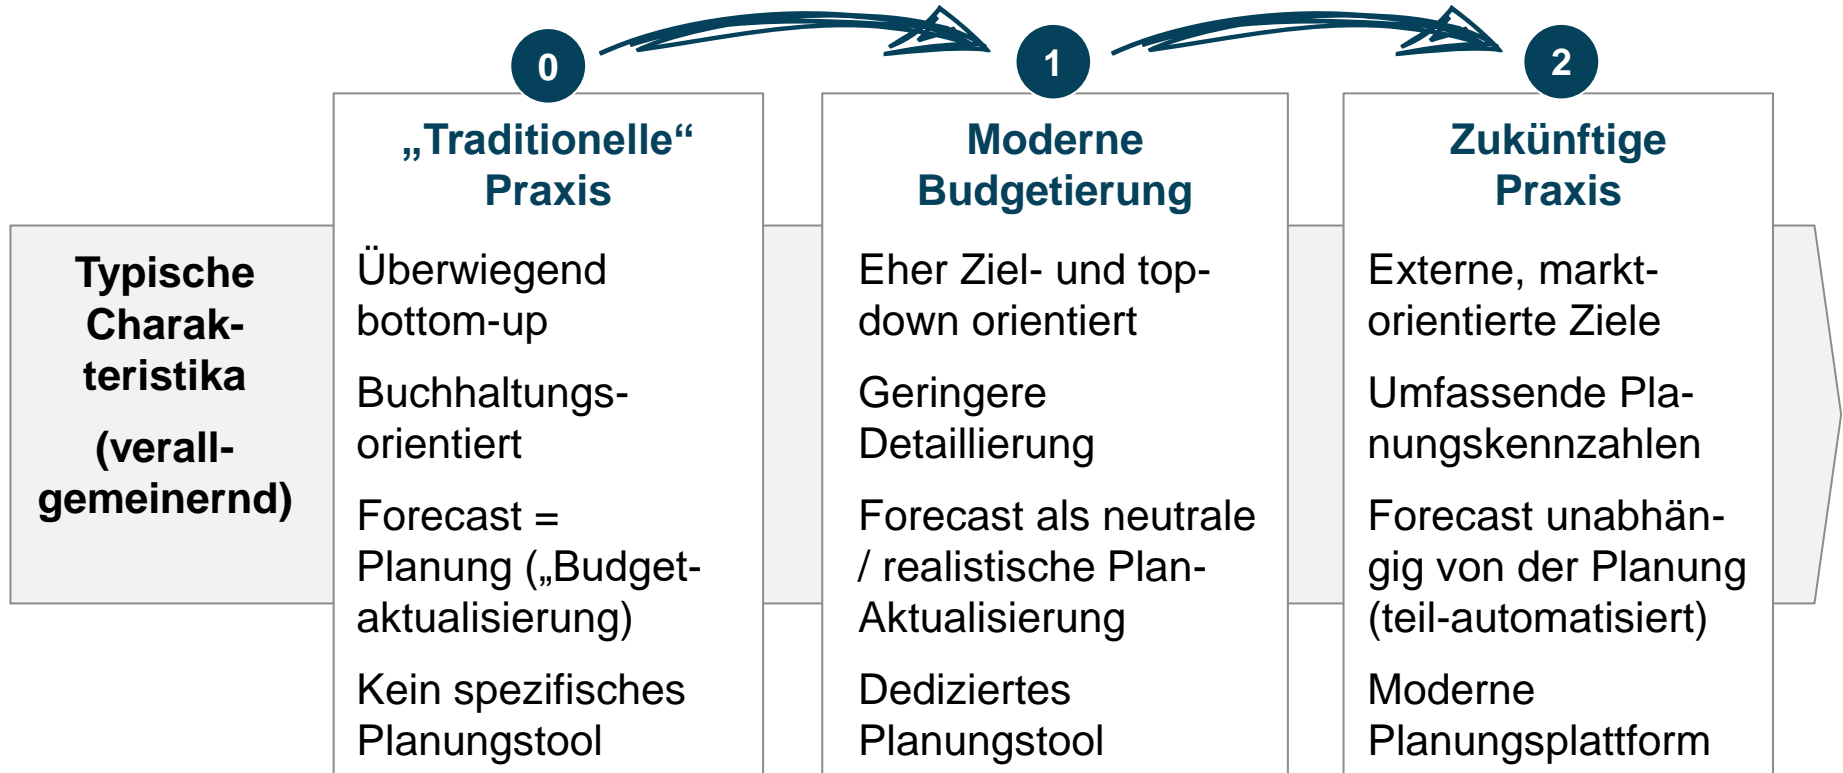 0
1
2
„Traditionelle“
Praxis
Moderne
Budgetierung
Zukünftige
Praxis
Typische
Charak-
teristika
(verall-
gemeinernd)
Überwiegend
bottom-up
Buchhaltungs-
orientiert
Forecast =
Planung („Budget-
aktualisierung)
Kein spezifisches
Planungstool
Eher Ziel- und top-
down orientiert
Geringere
Detaillierung
Forecast als neutrale
/ realistische Plan-
Aktualisierung
Dediziertes
Planungstool
Externe, markt-
orientierte Ziele
Umfassende Pla-
nungskennzahlen
Forecast unabhän-
gig von der Planung
(teil-automatisiert)
Moderne
Planungsplattform